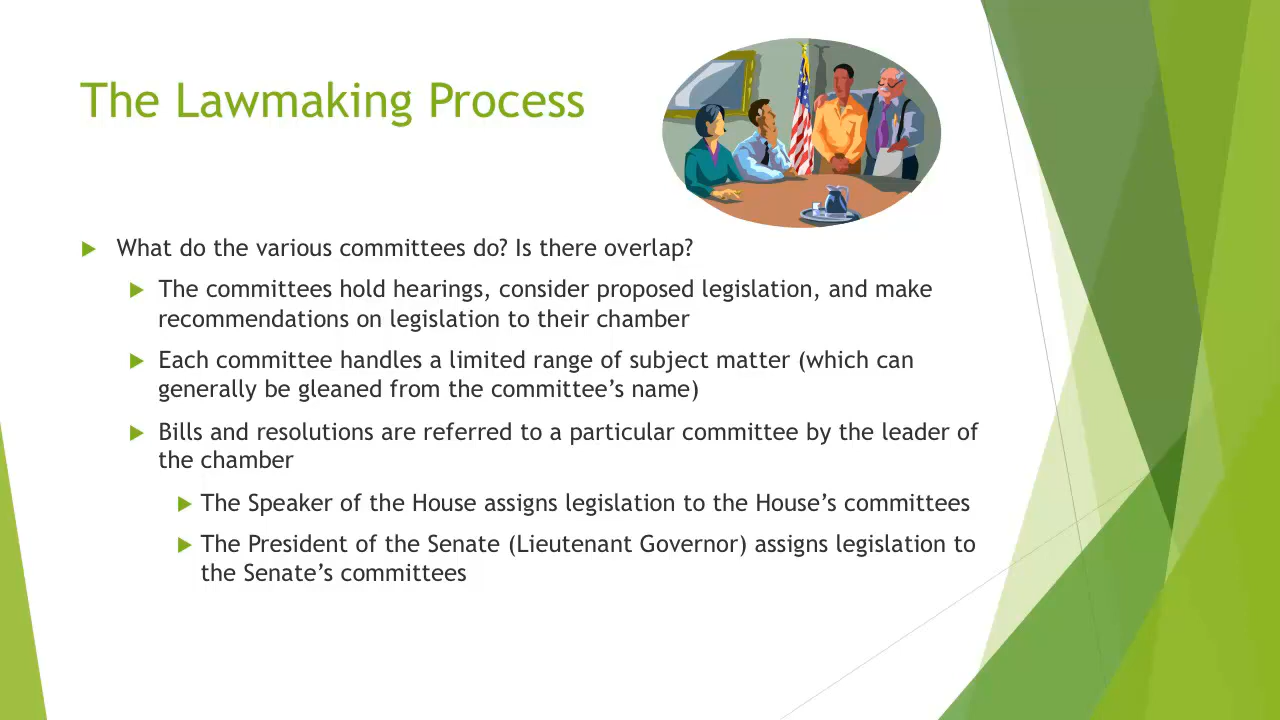 The Lawmaking Process
What do the various committees do? Is there overlap?
The committees hold hearings, consider proposed legislation, and make
recommendations on legislation to their chamber
Each committee handles a limited range of subject matter (which can
generally be gleaned from the committee’s name)
Bills and resolutions are referred to a particular committee by the leader of
the chamber
The Speaker of the House assigns legislation to the House’s committees
The President of the Senate (Lieutenant Governor) assigns legislation to
the Senate’s committees